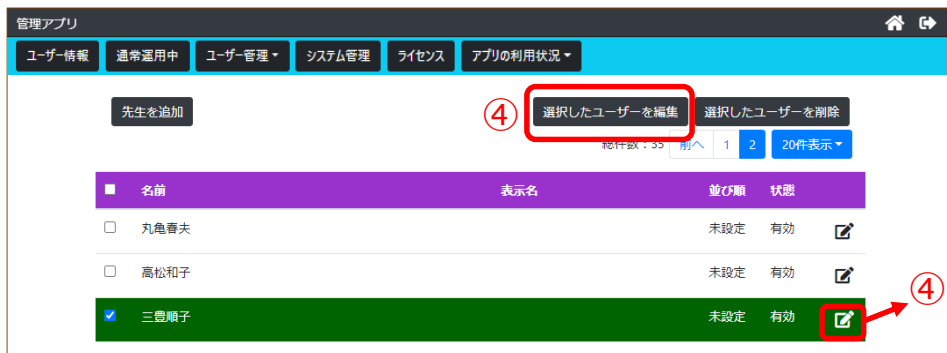 管理アプリ
ユーザー情報 通常運用中 ユーザー管理 システム管理 ライセンス アプリの利用状況
先生を追加 ④ 選択したユーザーを編集 選択したユーザーを削除
総件数：35 前へ 1 2 20件表示
名前 表示名 並び順 状態
丸亀春夫 未設定 有効
高松和子 未設定 有効
④
三豊順子 未設定 有効